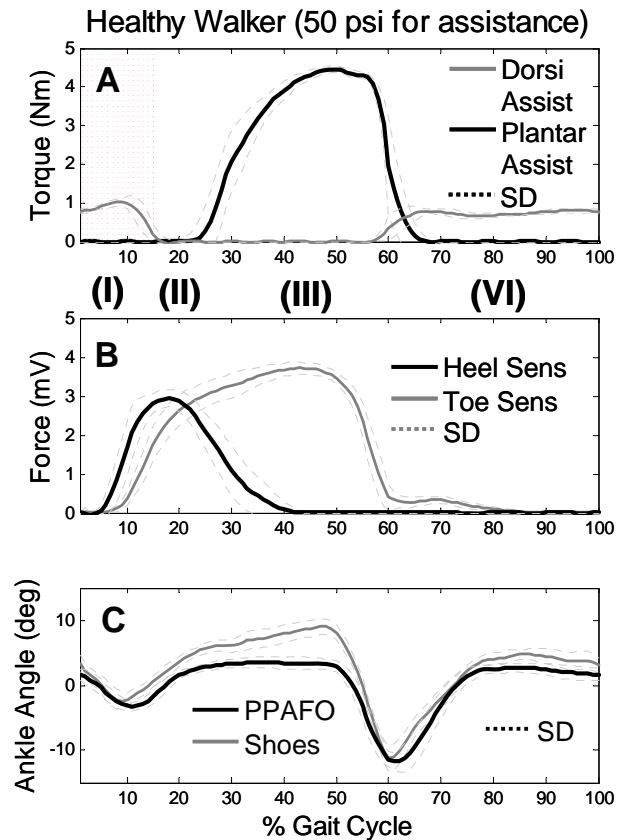 Healthy Walker (50 psi for assistance)
A
Torque (Nm)
5
4
3
2
1
0
Dorsi
Assist
Plantar
Assist
SD
10 20 30 40 50 60 70 80 90 100
(I) (II) (III) (VI)
B
Force (mV)
5
4
3
2
1
0
Heel Sens
Toe Sens
SD
10 20 30 40 50 60 70 80 90 100
C
Ankle Angle (deg)
10
0
-10
PPAFO
Shoes
SD
10 20 30 40 50 60 70 80 90 100
% Gait Cycle